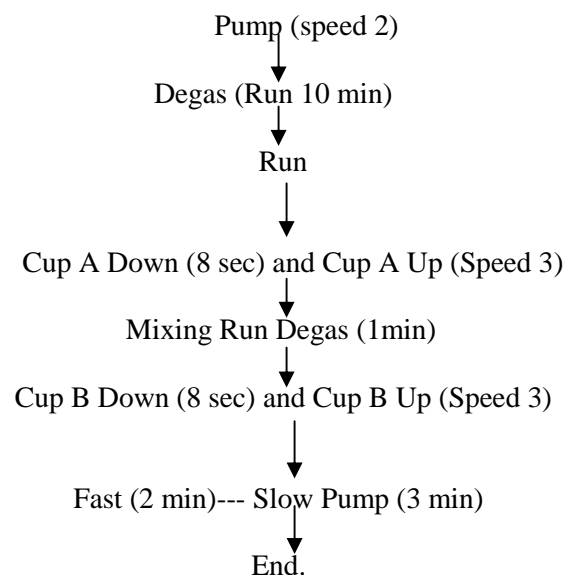 Pump (speed 2)
Degas (Run 10 min)
Run
Cup A Down (8 sec) and Cup A Up (Speed 3)
Mixing Run Degas (1min)
Cup B Down (8 sec) and Cup B Up (Speed 3)
Fast (2 min)--- Slow Pump (3 min)
End.